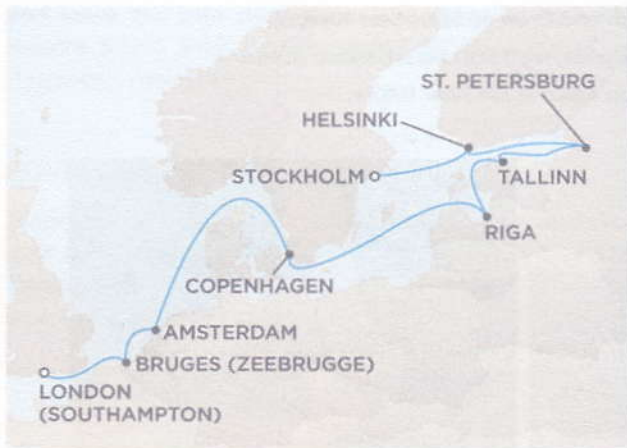 ST. PETERSBURG
HELSINKI
STOCKHOLM
TALLINN
RIGA
COPENHAGEN
AMSTERDAM
BRUGES (ZEEBRUGGE)
LONDON
(SOUTHAMPTON)